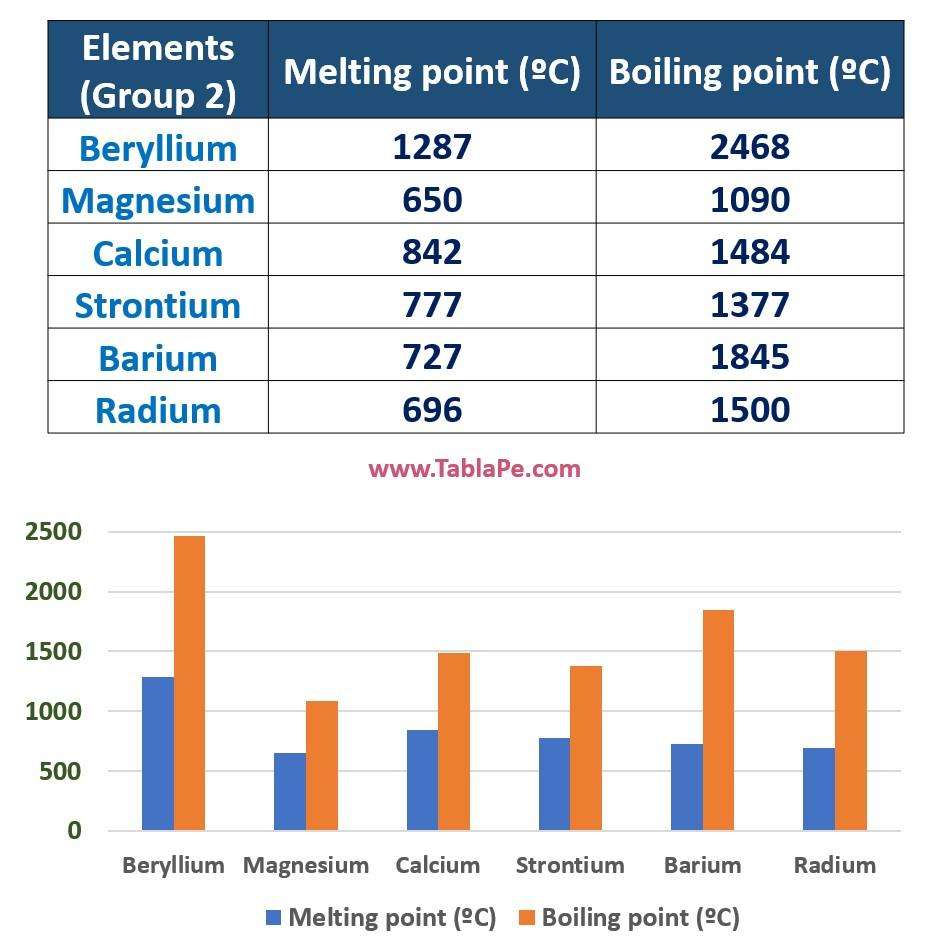 Elements
(Group 2)
Melting point (ºC)
Boiling point (ºC)
Beryllium 1287 2468
Magnesium 650 1090
Calcium 842 1484
Strontium 777 1377
Barium 727 1845
Radium 696 1500
www.TablaPe.com
2500
2000
1500
1000
500
0
Beryllium Magnesium Calcium Strontium Barium Radium
Melting point (ºC) Boiling point (ºC)